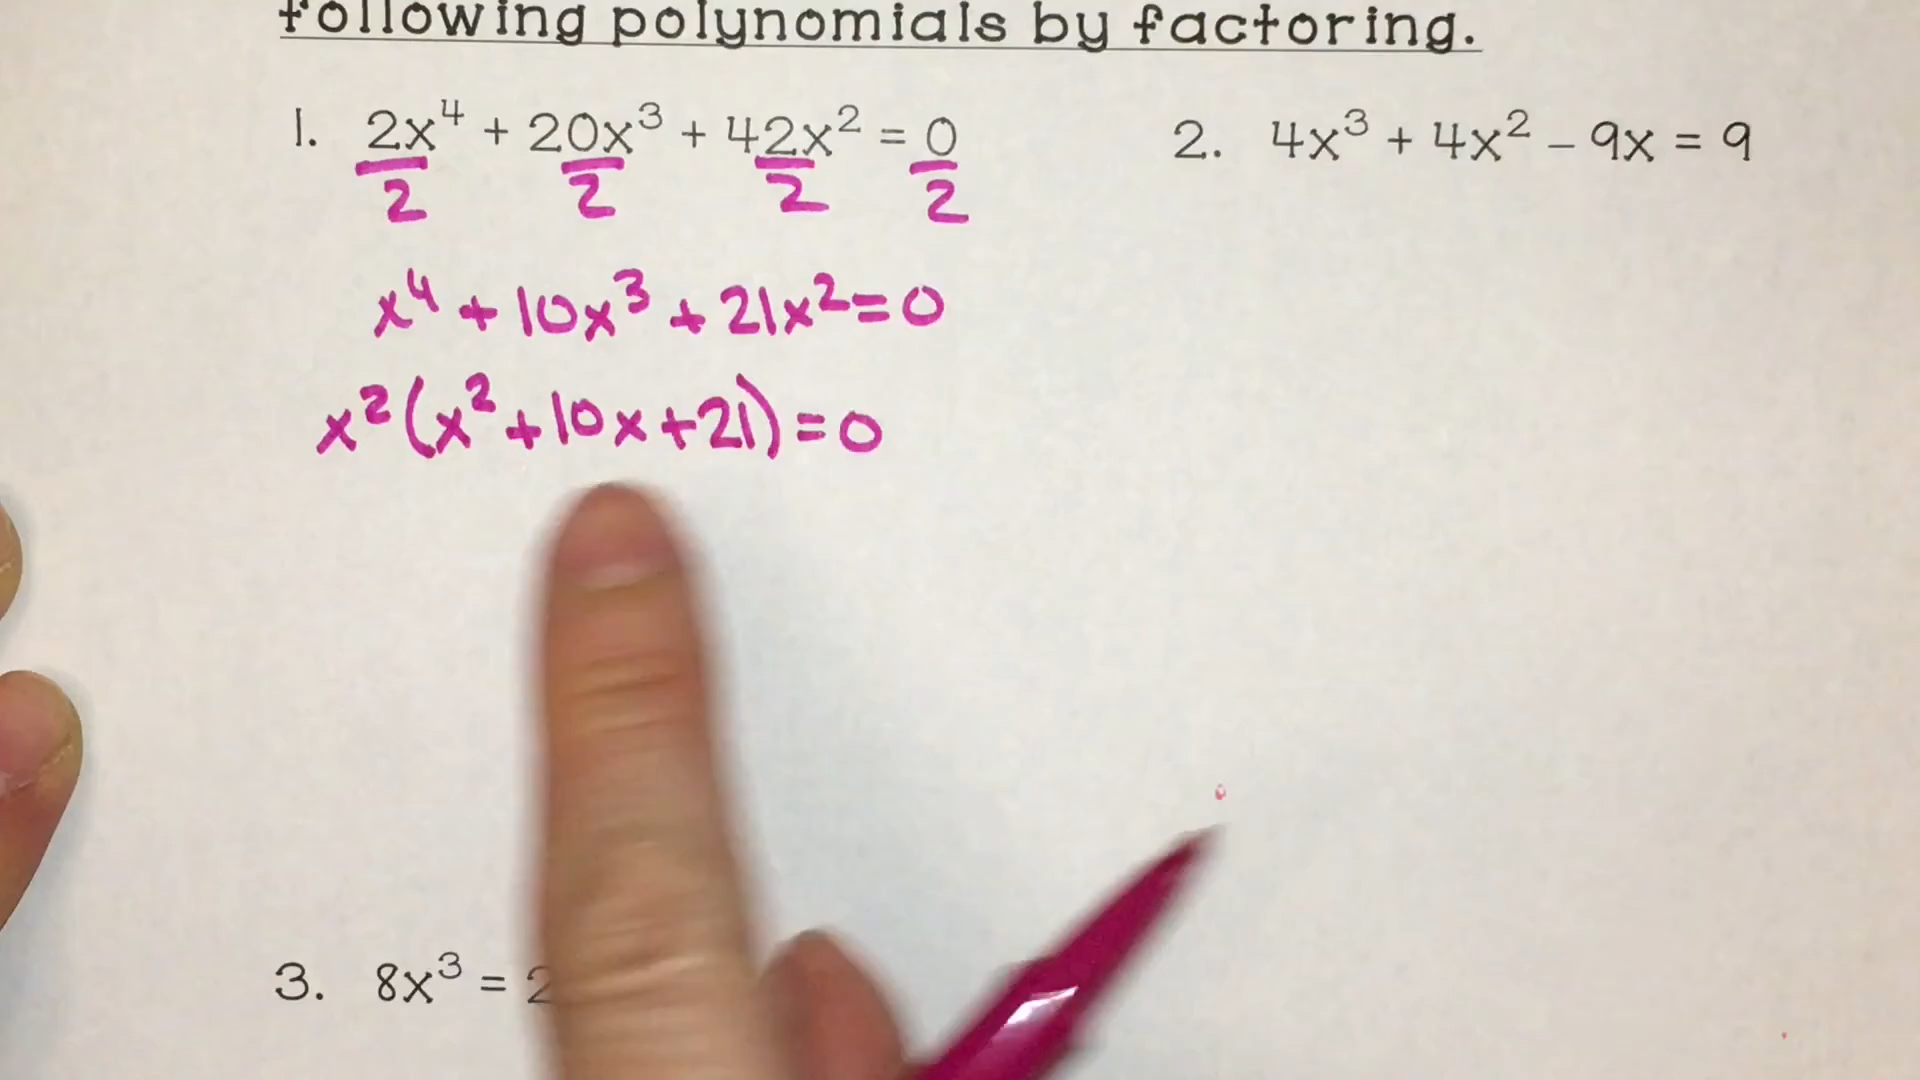 following polynomials by factoring.
1. 2x⁴ + 20x³ + 42x² = 0
2 2 2 2
x⁴ + 10x³ + 21x² = 0
x²(x² + 10x + 21) = 0
2. 4x³ + 4x² – 9x = 9
3. 8x³ = 2